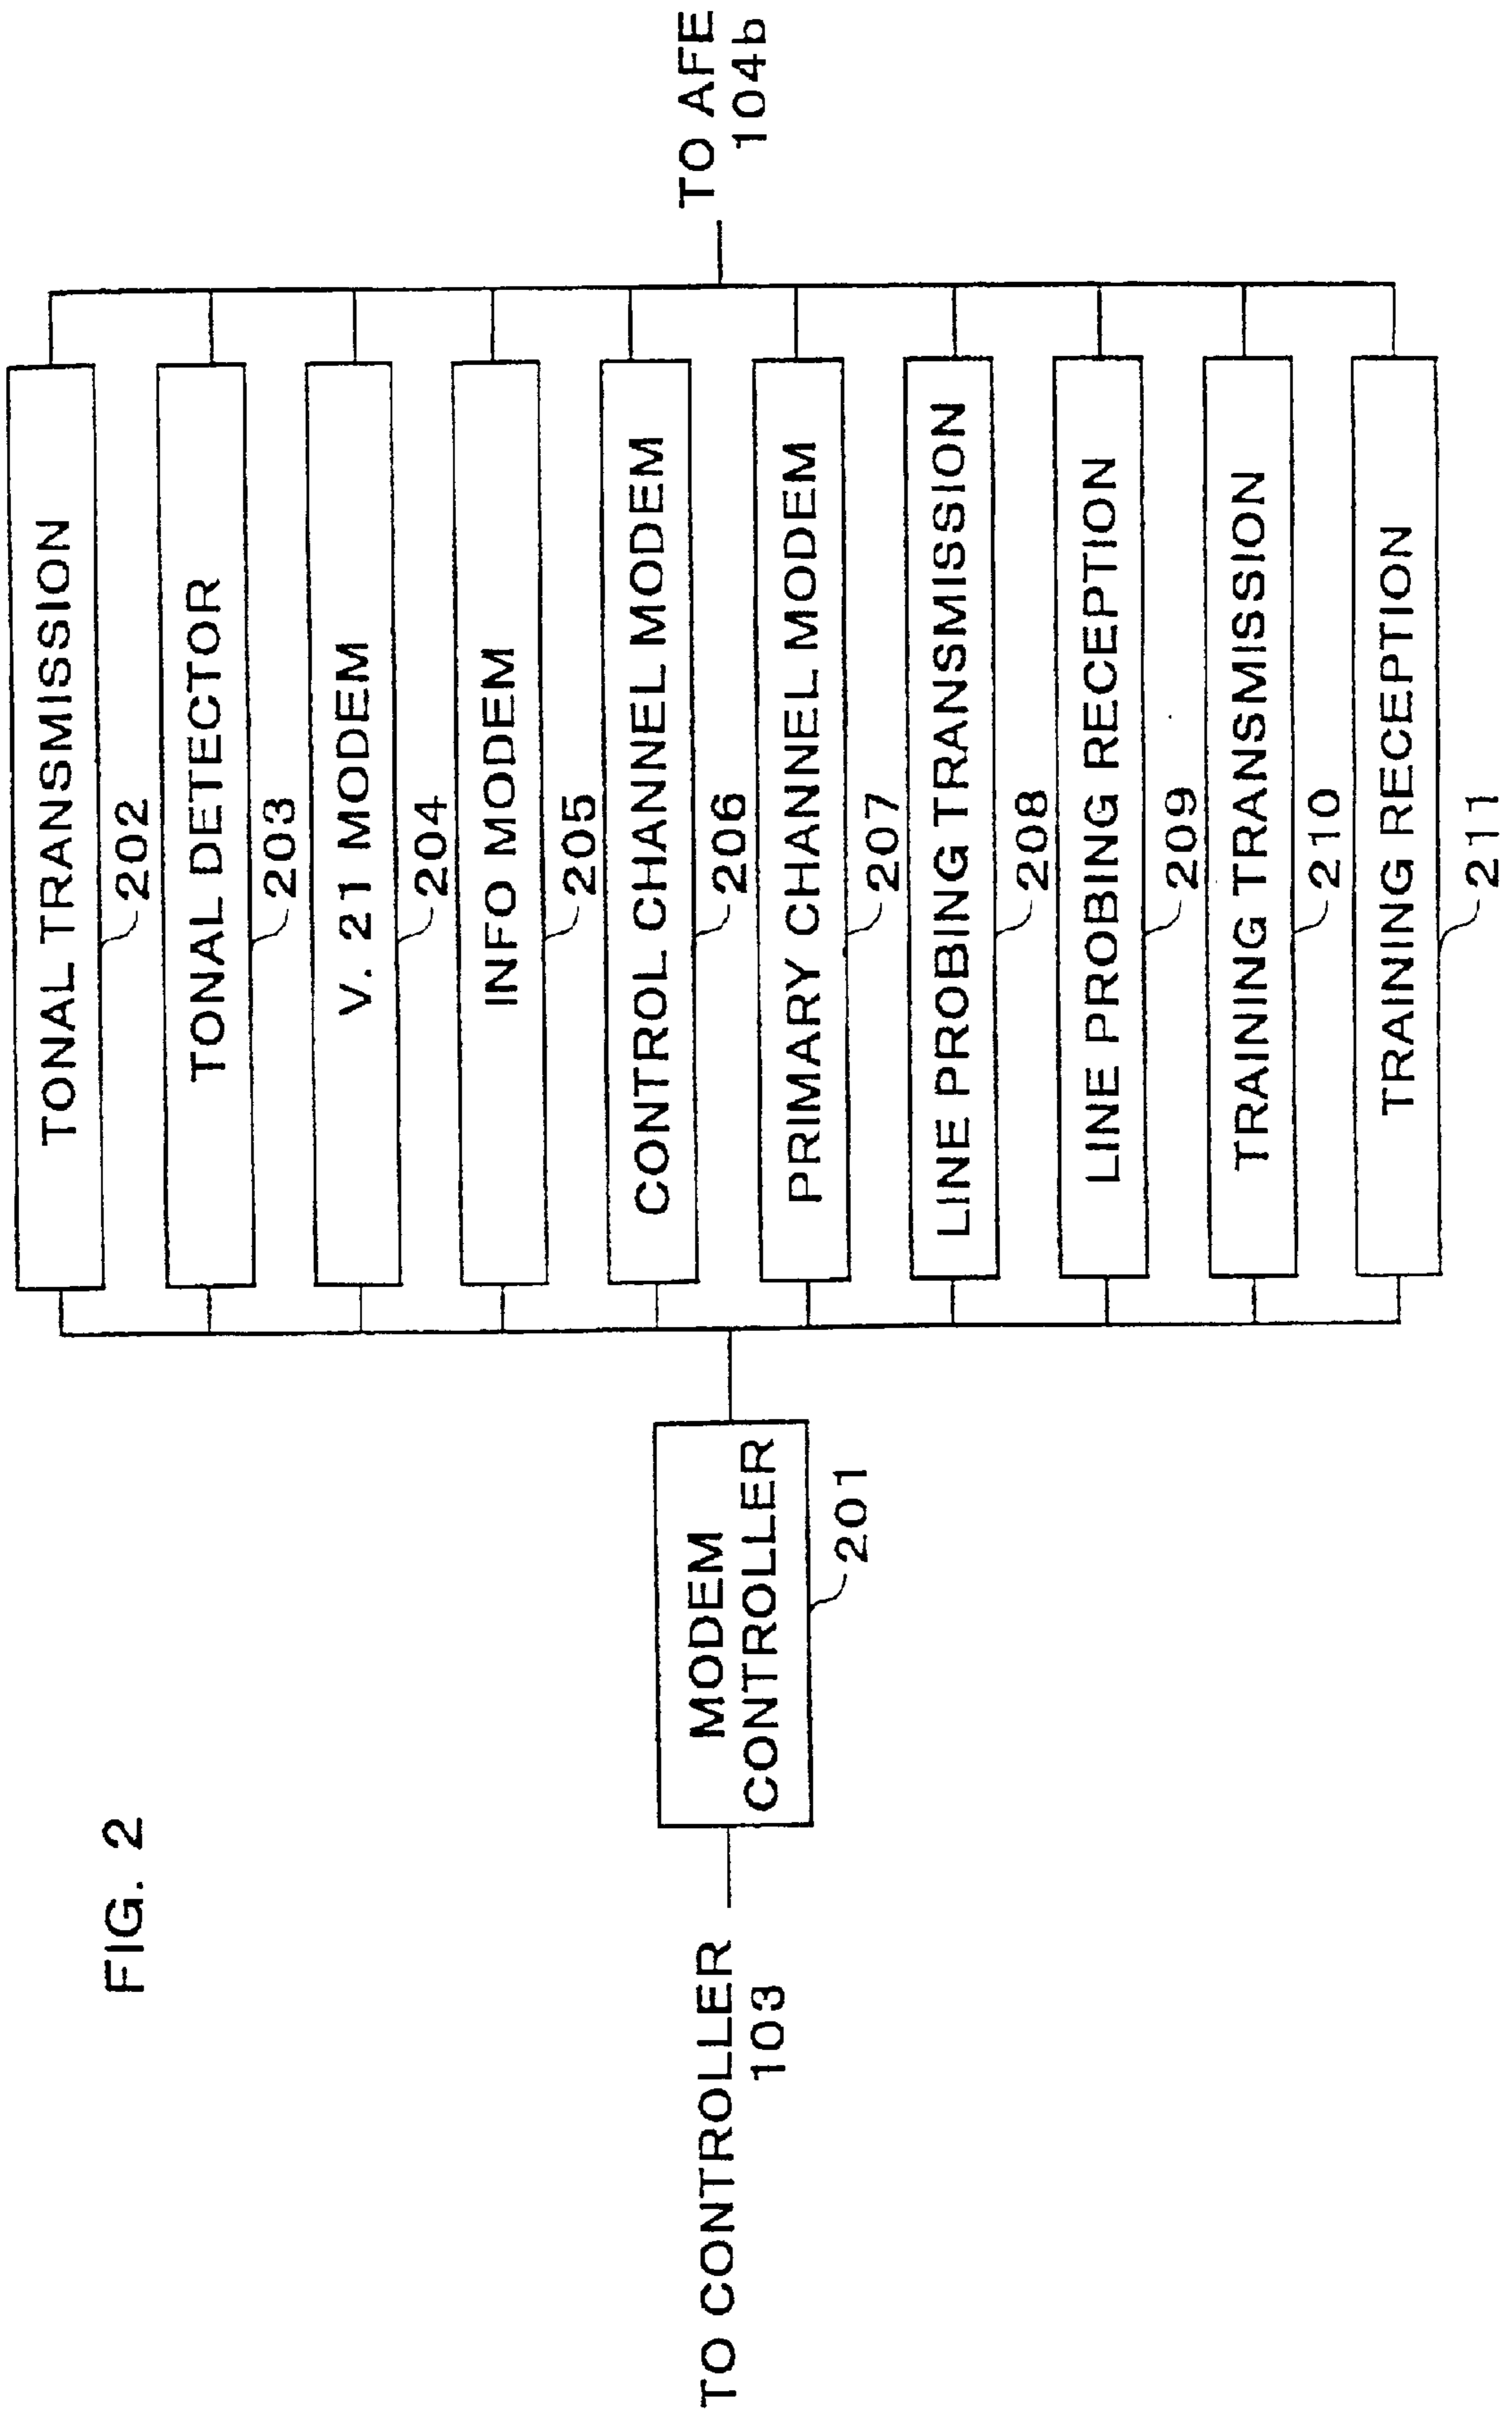 FIG. 2
TO CONTROLLER
103
MODEM
CONTROLLER
201
TONAL TRANSMISSION
202
TONAL DETECTOR
203
V. 21 MODEM
204
INFO MODEM
205
CONTROL CHANNEL MODEM
206
PRIMARY CHANNEL MODEM
207
LINE PROBING TRANSMISSION
208
LINE PROBING RECEPTION
209
TRAINING TRANSMISSION
210
TRAINING RECEPTION
211
TO AFE
104b